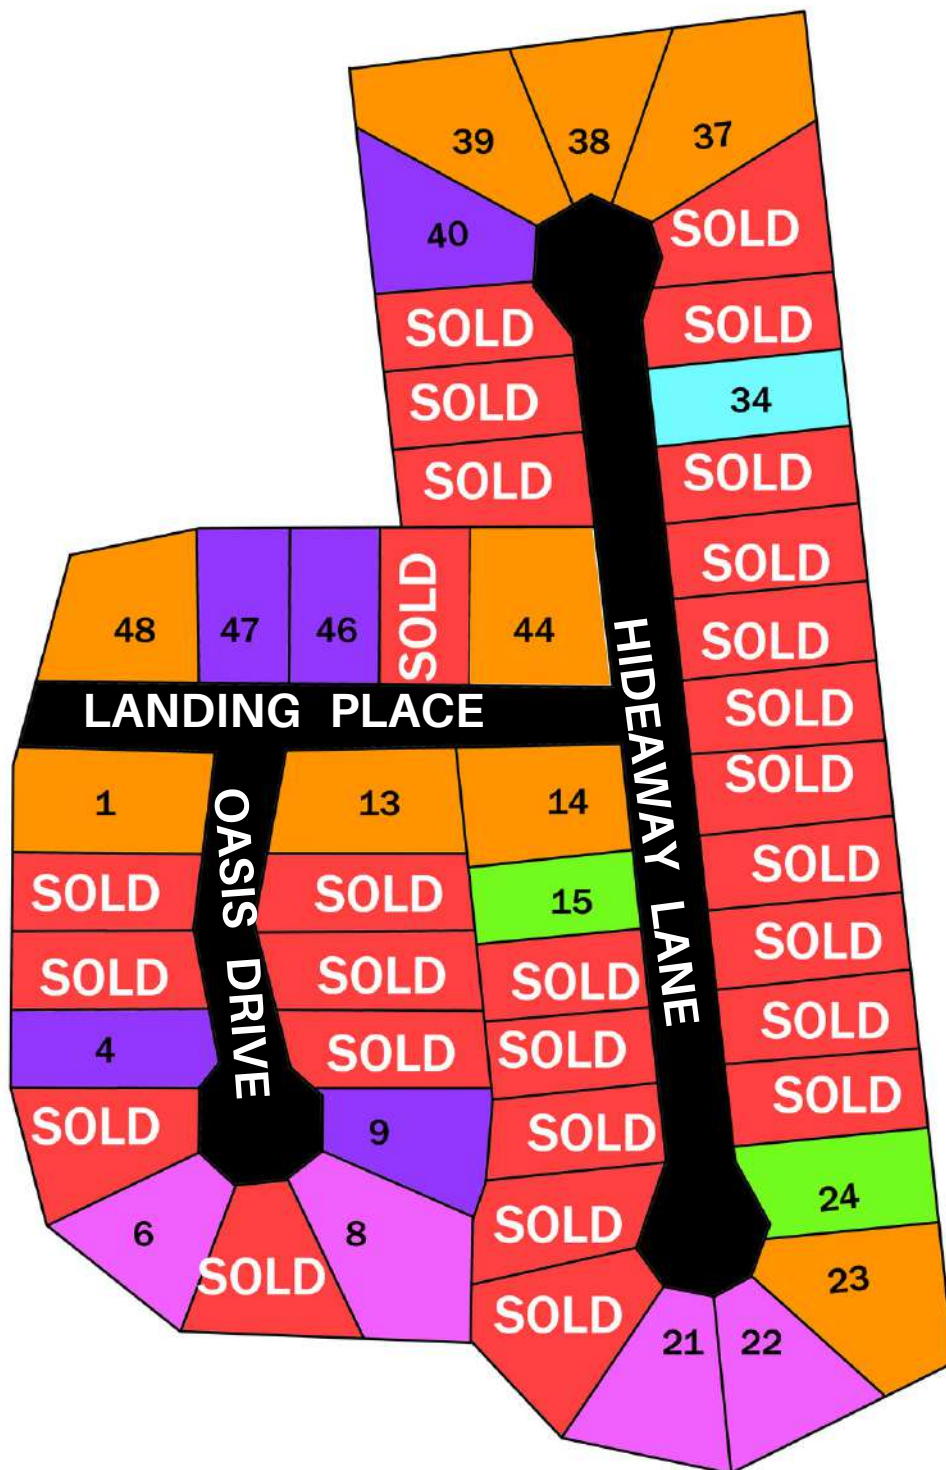 39
38
37
40
SOLD
SOLD
SOLD
SOLD
34
SOLD
SOLD
SOLD
SOLD
48
47
46
SOLD
44
SOLD
SOLD
LANDING PLACE
HIDEAWAY LANE
SOLD
1
OASIS DRIVE
13
14
SOLD
SOLD
SOLD
15
SOLD
SOLD
SOLD
SOLD
SOLD
4
SOLD
SOLD
SOLD
SOLD
9
SOLD
6
SOLD
8
SOLD
24
SOLD
23
21
22